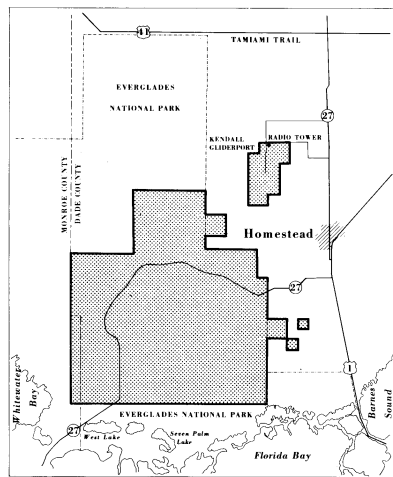 41
TAMIAMI TRAIL
EVERGLADES
NATIONAL PARK
27
KENDALL
GLIDERPORT
RADIO TOWER
MONROE COUNTY
DADE COUNTY
Homestead
27
1
Whitewater
Bay
Barnes
Sound
EVERGLADES NATIONAL PARK
27
West Lake
Seven Palm
Lake
Florida Bay